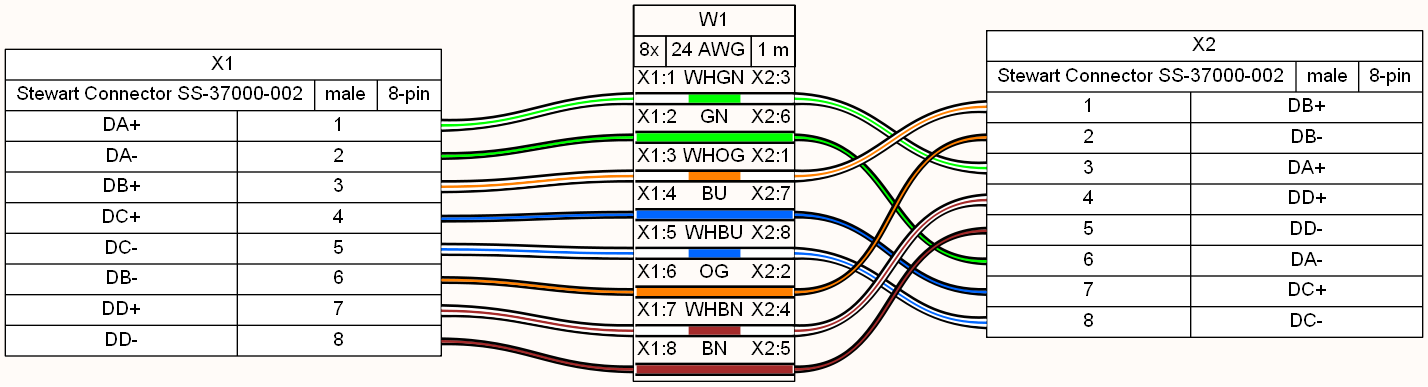 X1
Stewart Connector SS-37000-002 male 8-pin
DA+ 1
DA- 2
DB+ 3
DC+ 4
DC- 5
DB- 6
DD+ 7
DD- 8
W1
8x 24 AWG 1 m
X1:1 WHGN X2:3
X1:2 GN X2:6
X1:3 WHOG X2:1
X1:4 BU X2:7
X1:5 WHBU X2:8
X1:6 OG X2:2
X1:7 WHBN X2:4
X1:8 BN X2:5
X2
Stewart Connector SS-37000-002 male 8-pin
1 DB+
2 DB-
3 DA+
4 DD+
5 DD-
6 DA-
7 DC+
8 DC-